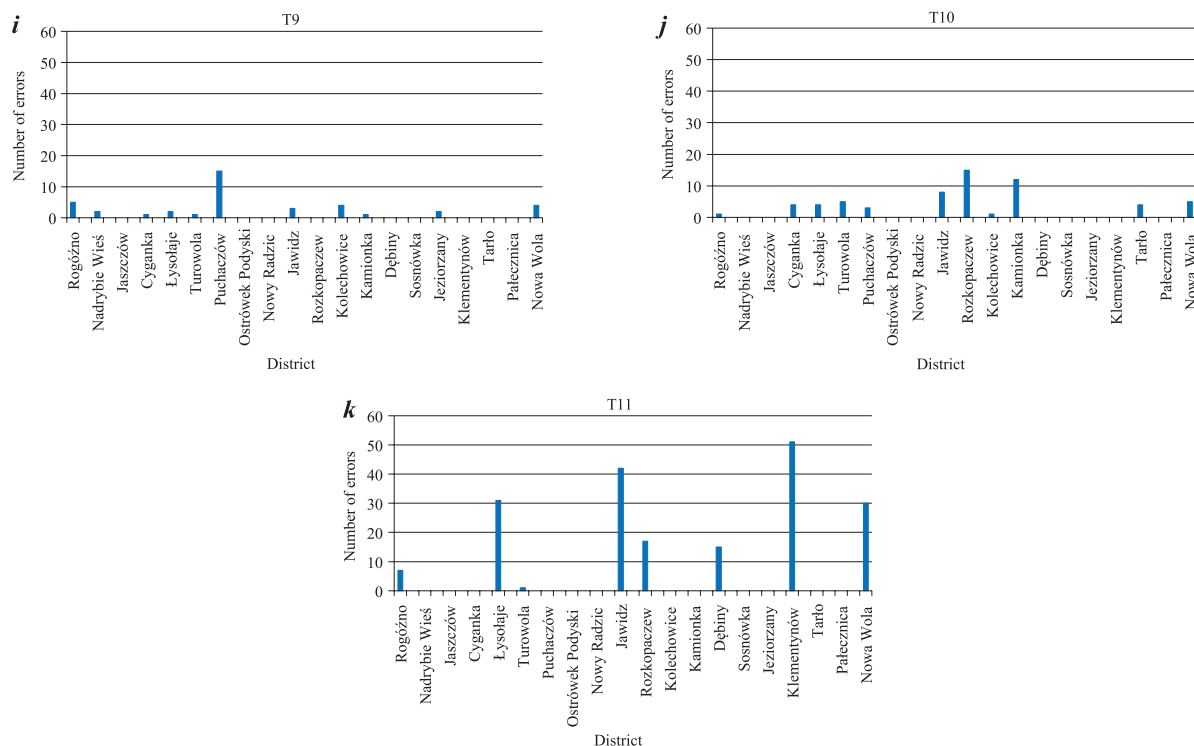 i
T9
Number of errors
60
50
40
30
20
10
0
Rogóźno
Nadrybie Wieś
Jaszczów
Cyganka
Łysołaje
Turowola
Puchaczów
Ostrówek Podyski
Nowy Radzic
Jawidz
Rozkopaczew
Kolechowice
Kamionka
Dębiny
Sosnówka
Jeziorzany
Klementynów
Tarło
Pałecznica
Nowa Wola
District
j
T10
Number of errors
60
50
40
30
20
10
0
Rogóźno
Nadrybie Wieś
Jaszczów
Cyganka
Łysołaje
Turowola
Puchaczów
Ostrówek Podyski
Nowy Radzic
Jawidz
Rozkopaczew
Kolechowice
Kamionka
Dębiny
Sosnówka
Jeziorzany
Klementynów
Tarło
Pałecznica
Nowa Wola
District
k
T11
Number of errors
60
50
40
30
20
10
0
Rogóźno
Nadrybie Wieś
Jaszczów
Cyganka
Łysołaje
Turowola
Puchaczów
Ostrówek Podyski
Nowy Radzic
Jawidz
Rozkopaczew
Kolechowice
Kamionka
Dębiny
Sosnówka
Jeziorzany
Klementynów
Tarło
Pałecznica
Nowa Wola
District